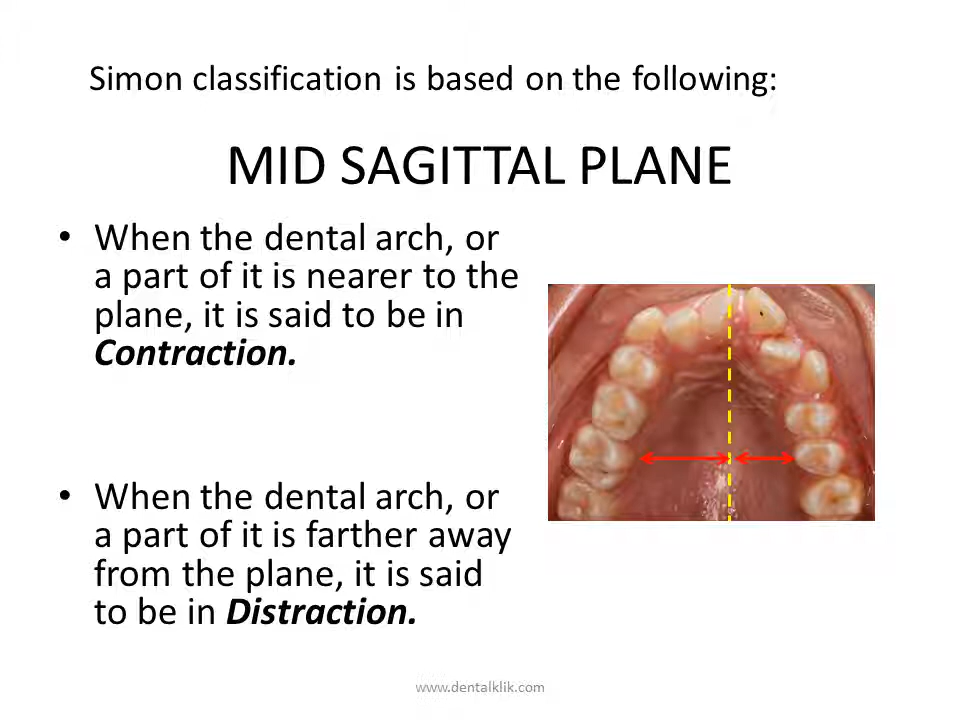 Simon classification is based on the following:
MID SAGITTAL PLANE
• When the dental arch, or
a part of it is nearer to the
plane, it is said to be in
Contraction.
• When the dental arch, or
a part of it is farther away
from the plane, it is said
to be in Distraction.
www.dentalklik.com